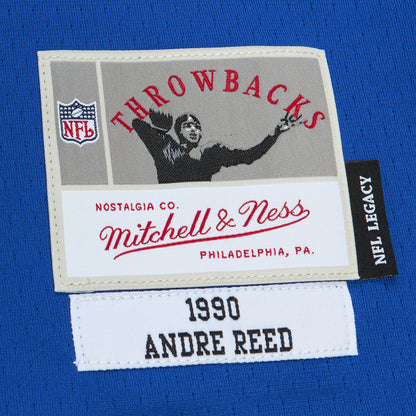 THROWBACKS
NFL
NOSTALGIA CO.
Mitchell & Ness
PHILADELPHIA, PA.
NFL LEGACY
1990
ANDRE REED